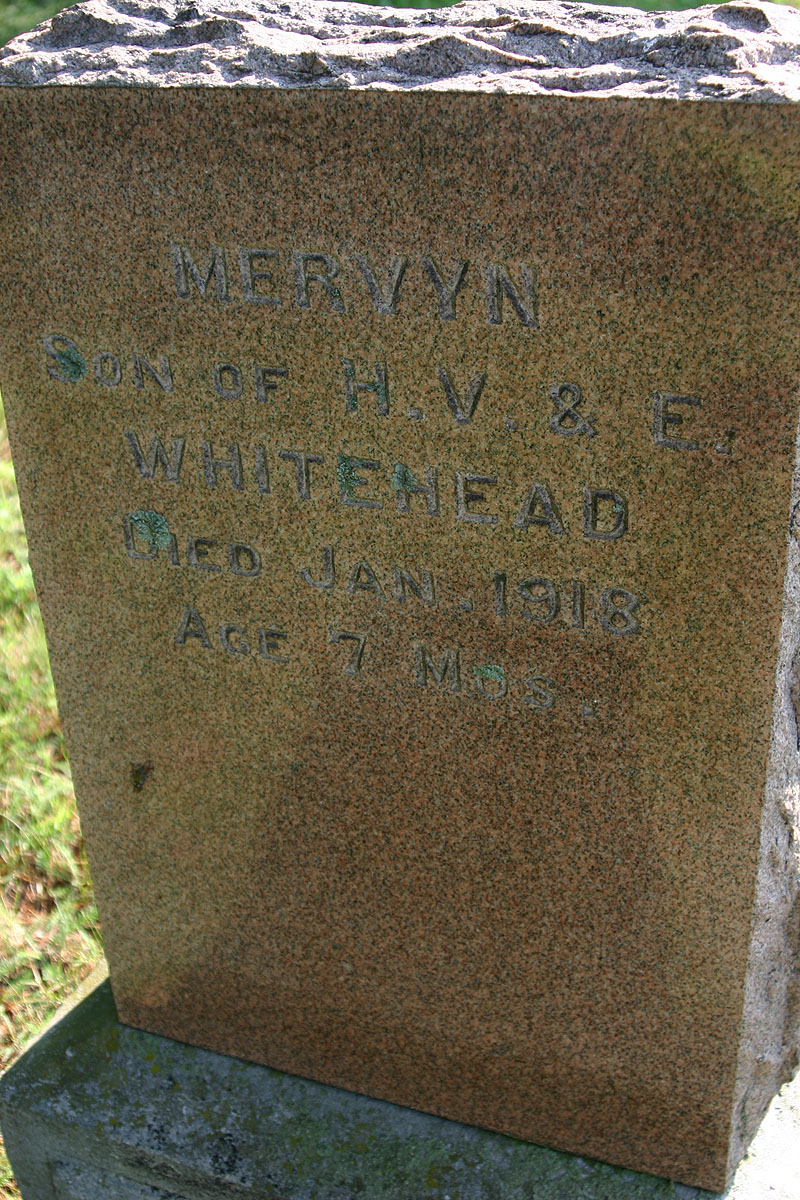 MERVYN
SON OF H.V. & E.
WHITEHEAD
DIED JAN. 1918
AGE 7 MOS.